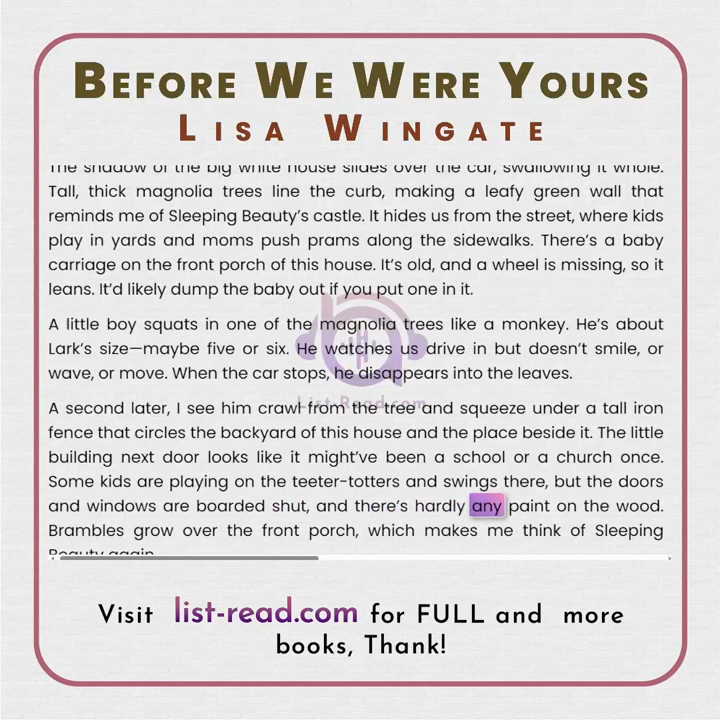 BEFORE WE WERE YOURS
LISA WINGATE
The shadow of the big white house slides over the car, swallowing it whole.
Tall, thick magnolia trees line the curb, making a leafy green wall that
reminds me of Sleeping Beauty’s castle. It hides us from the street, where kids
play in yards and moms push prams along the sidewalks. There’s a baby
carriage on the front porch of this house. It’s old, and a wheel is missing, so it
leans. It’d likely dump the baby out if you put one in it.
A little boy squats in one of the magnolia trees like a monkey. He’s about
Lark’s size—maybe five or six. He watches us drive in but doesn’t smile, or
wave, or move. When the car stops, he disappears into the leaves.
List-Read.com
A second later, I see him crawl from the tree and squeeze under a tall iron
fence that circles the backyard of this house and the place beside it. The little
building next door looks like it might’ve been a school or a church once.
Some kids are playing on the teeter-totters and swings there, but the doors
and windows are boarded shut, and there’s hardly any paint on the wood.
Brambles grow over the front porch, which makes me think of Sleeping
Beauty again.
Visit list-read.com for FULL and more
books, Thank!